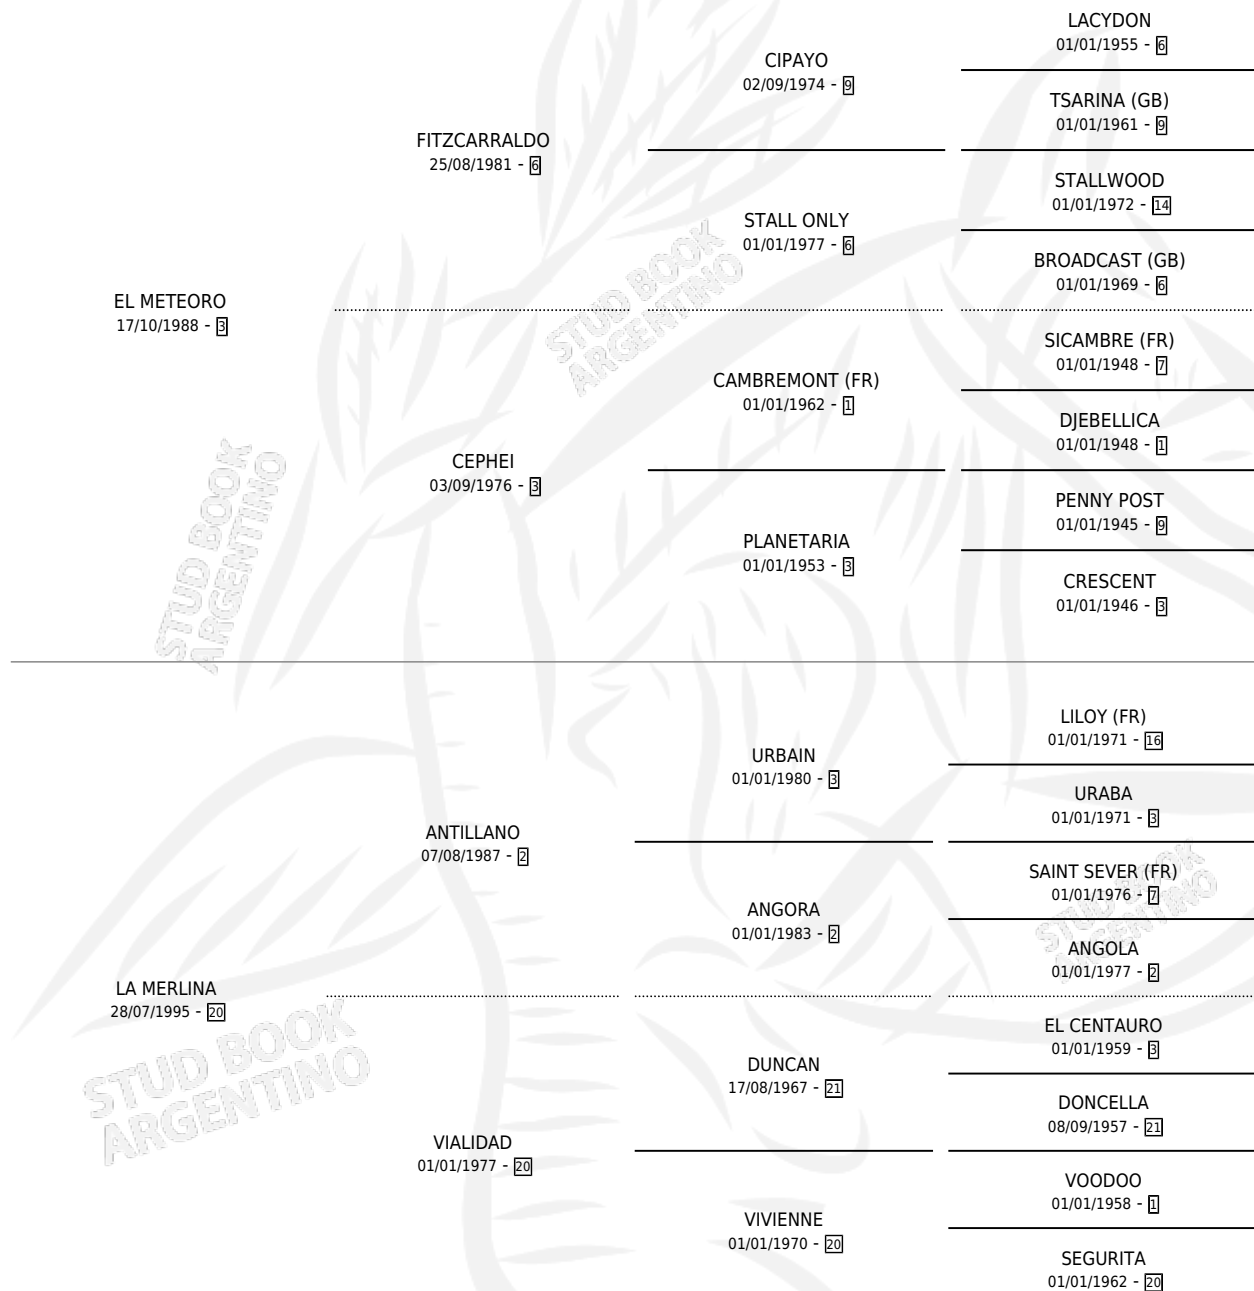 LACYDON
01/01/1955 - 6
CIPAYO
02/09/1974 - 9
TSARINA (GB)
01/01/1961 - 9
FITZCARRALDO
25/08/1981 - 6
STALLWOOD
01/01/1972 - 14
STALL ONLY
01/01/1977 - 6
BROADCAST (GB)
01/01/1969 - 6
EL METEORO
17/10/1988 - 3
SICAMBRE (FR)
01/01/1948 - 7
CAMBREMONT (FR)
01/01/1962 - 1
DJEBELLICA
01/01/1948 - 1
CEPHEI
03/09/1976 - 3
PENNY POST
01/01/1945 - 9
PLANETARIA
01/01/1953 - 3
CRESCENT
01/01/1946 - 3
LILOY (FR)
01/01/1971 - 16
URBAIN
01/01/1980 - 3
URABA
01/01/1971 - 3
ANTILLANO
07/08/1987 - 2
SAINT SEVER (FR)
01/01/1976 - 7
ANGORA
01/01/1983 - 2
ANGOLA
01/01/1977 - 2
LA MERLINA
28/07/1995 - 20
EL CENTAURO
01/01/1959 - 3
DUNCAN
17/08/1967 - 21
DONCELLA
08/09/1957 - 21
VIALIDAD
01/01/1977 - 20
VOODOO
01/01/1958 - 1
VIVIENNE
01/01/1970 - 20
SEGURITA
01/01/1962 - 20
STUD BOOK
ARGENTINO
STUD BOOK
ARGENTINO
STUD BOOK
ARGENTINO
STUD BOOK
ARGENTINO